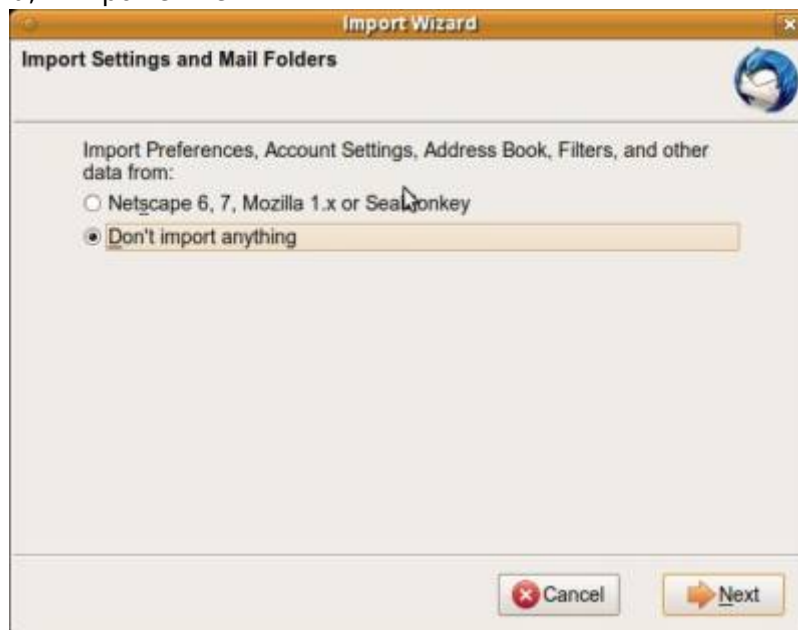 Import Wizard
Import Settings and Mail Folders
Import Preferences, Account Settings, Address Book, Filters, and other
data from:
Netscape 6, 7, Mozilla 1.x or SeaMonkey
Don't import anything
Cancel
Next